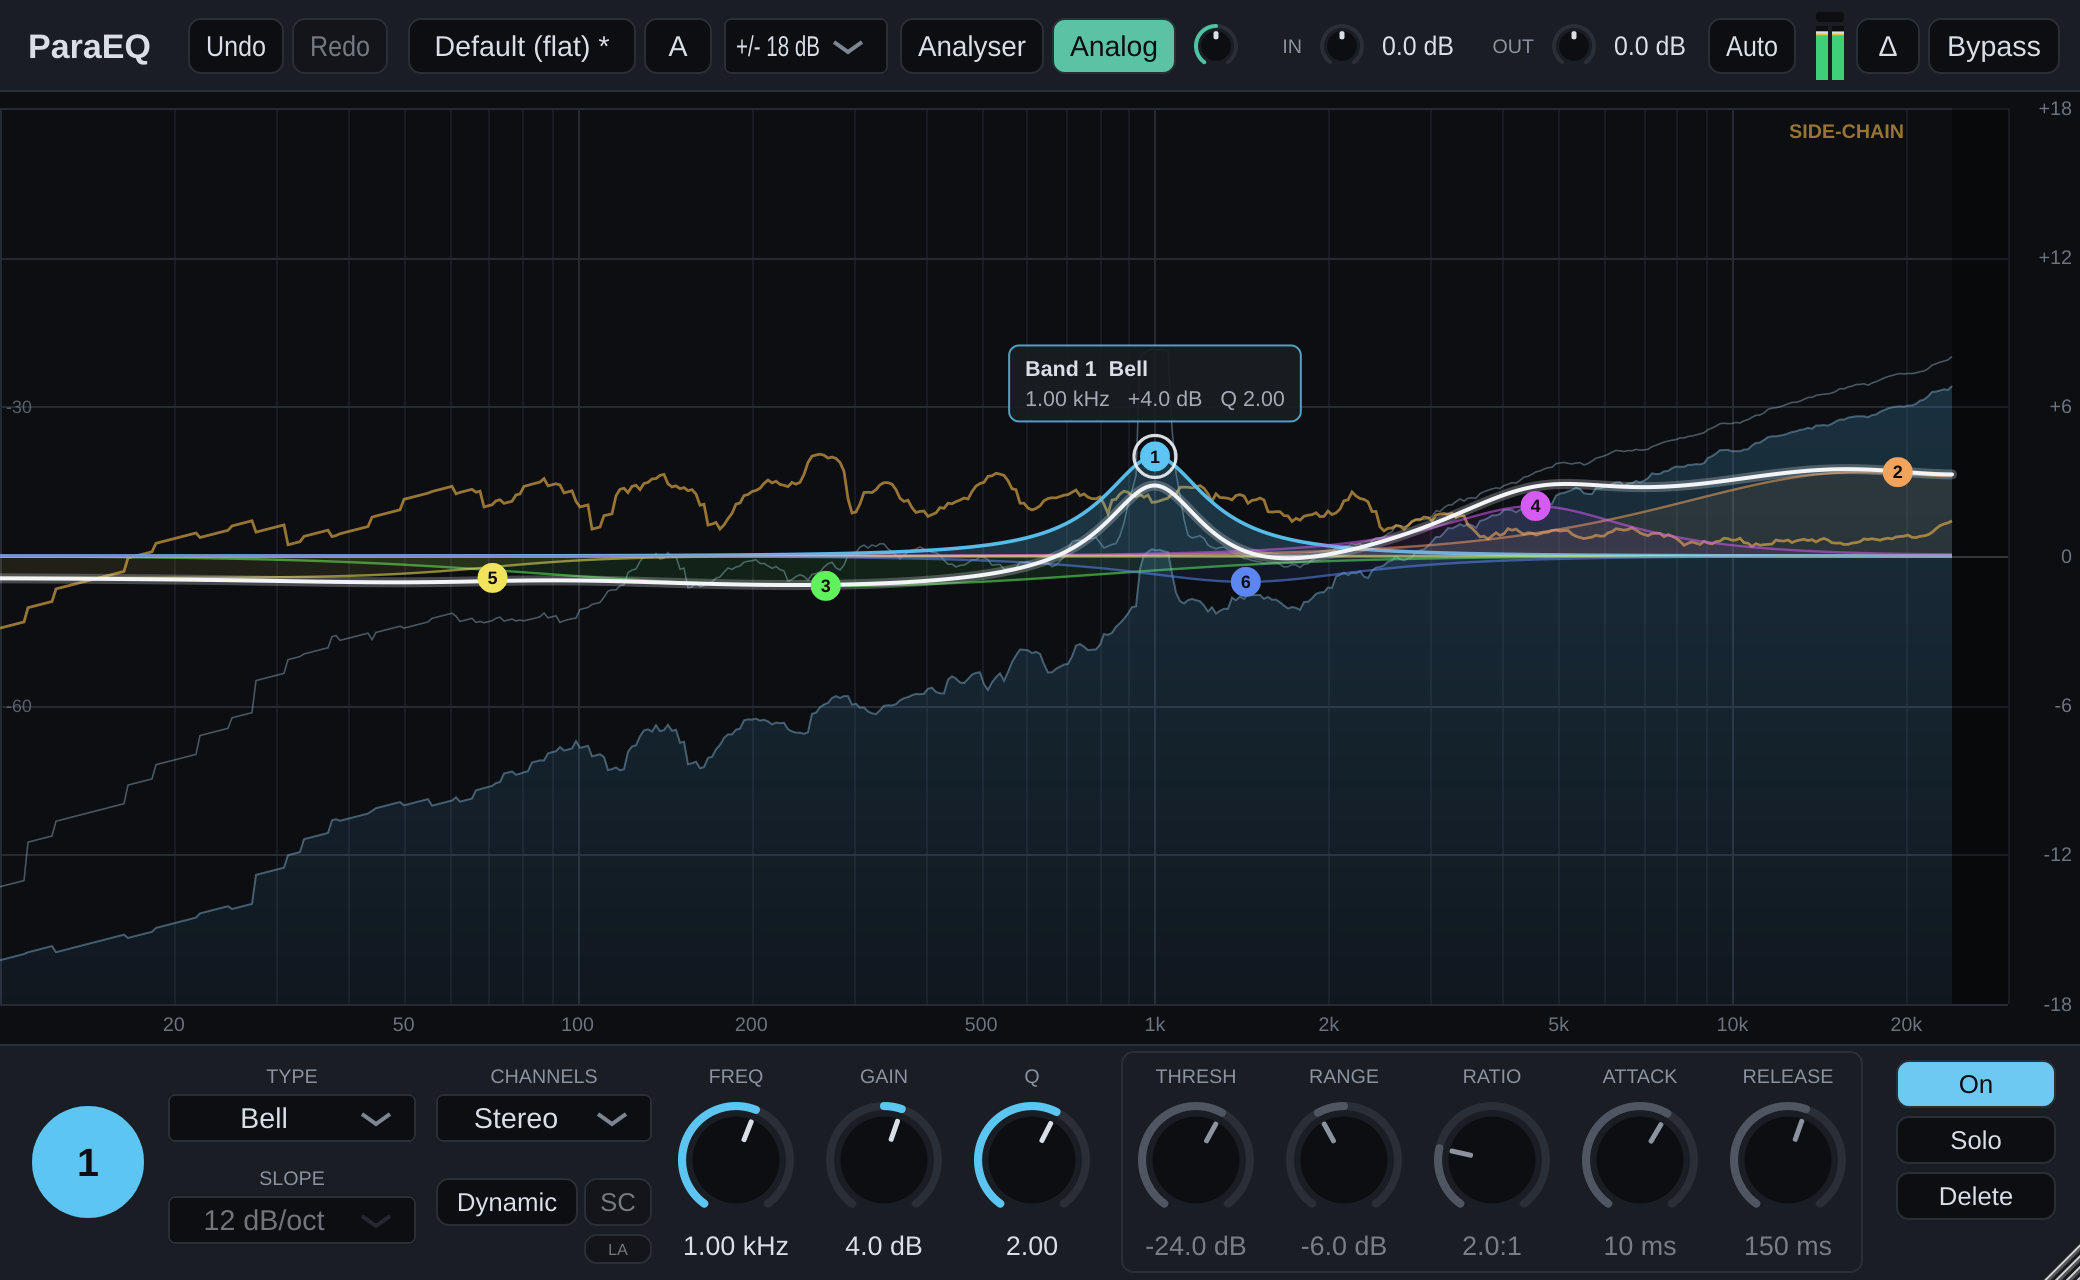 ParaEQ Undo Redo Default (flat) * A +/- 18 dB Analyser Analog IN 0.0 dB OUT 0.0 dB Auto Δ Bypass
+18
SIDE-CHAIN
+12
Band 1 Bell
1.00 kHz +4.0 dB Q 2.00
-30 +6
1
2
4
0
5 3 6
-60 -6
-12
-18
20 50 100 200 500 1k 2k 5k 10k 20k
TYPE CHANNELS FREQ GAIN Q THRESH RANGE RATIO ATTACK RELEASE
On
Bell Stereo
Solo
1
SLOPE
Dynamic SC Delete
12 dB/oct
LA
1.00 kHz 4.0 dB 2.00 -24.0 dB -6.0 dB 2.0:1 10 ms 150 ms